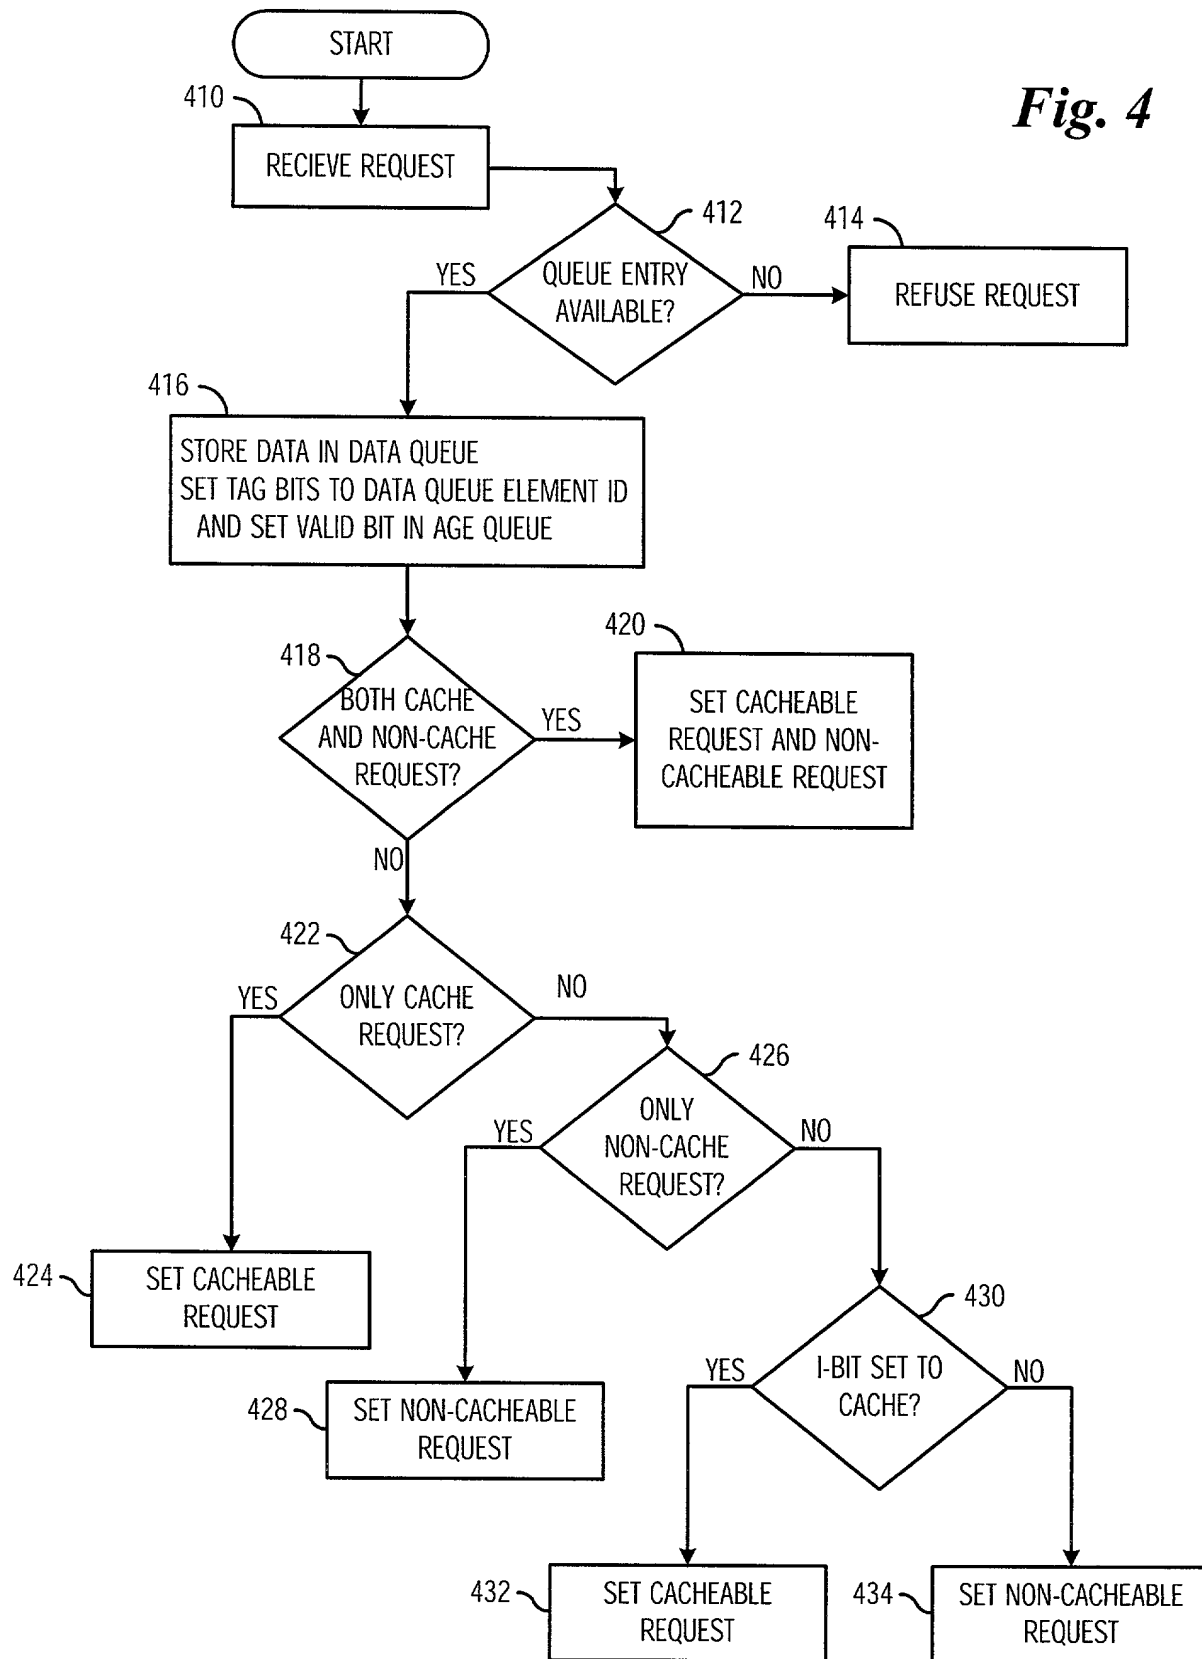 START
Fig. 4
410
RECIEVE REQUEST
412
QUEUE ENTRY
AVAILABLE?
YES
NO
414
REFUSE REQUEST
416
STORE DATA IN DATA QUEUE
SET TAG BITS TO DATA QUEUE ELEMENT ID
AND SET VALID BIT IN AGE QUEUE
418
BOTH CACHE
AND NON-CACHE
REQUEST?
YES
NO
420
SET CACHEABLE
REQUEST AND NON-
CACHEABLE REQUEST
422
ONLY CACHE
REQUEST?
YES
NO
424
SET CACHEABLE
REQUEST
426
ONLY
NON-CACHE
REQUEST?
YES
NO
428
SET NON-CACHEABLE
REQUEST
430
I-BIT SET TO
CACHE?
YES
NO
432
SET CACHEABLE
REQUEST
434
SET NON-CACHEABLE
REQUEST